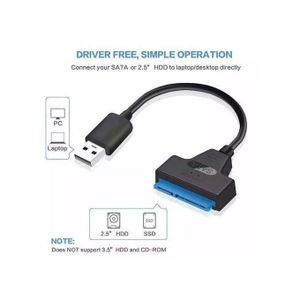 DRIVER FREE, SIMPLE OPERATION
Connect your SATA or 2.5" HDD to laptop/desktop directly
PC
Laptop
SSD
2.5" HDD
SSD
NOTE:
Does NOT support 3.5" HDD and CD-ROM